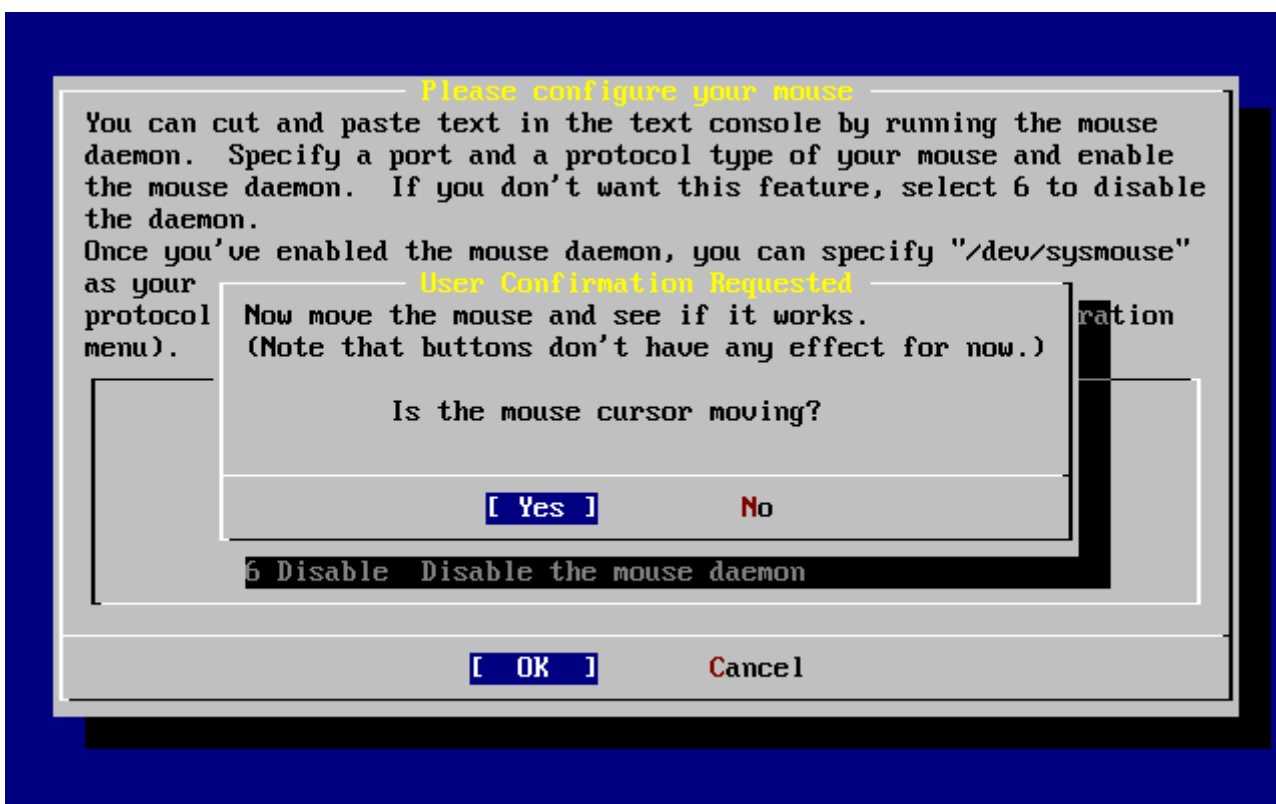 Please configure your mouse
You can cut and paste text in the text console by running the mouse
daemon.  Specify a port and a protocol type of your mouse and enable
the mouse daemon.  If you don't want this feature, select 6 to disable
the daemon.
Once you've enabled the mouse daemon, you can specify "/dev/sysmouse"
as your
User Confirmation Requested
protocol
ration
menu).
Now move the mouse and see if it works.
(Note that buttons don't have any effect for now.)
Is the mouse cursor moving?
[ Yes ] No
6 Disable  Disable the mouse daemon
[ OK ] Cancel